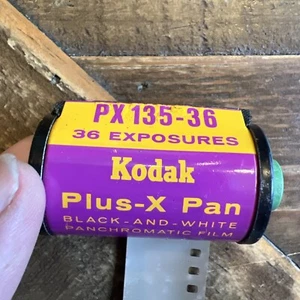 PX 135-36
36 EXPOSURES
Kodak
Plus-X Pan
BLACK-AND-WHITE
PANCHROMATIC FILM